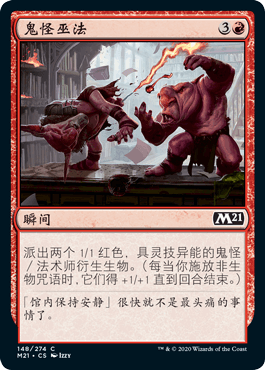 鬼怪巫法 3
M21
瞬间
派出两个 1/1 红色、具灵技异能的鬼怪
/ 法术师衍生生物。（每当你施放非生
物咒语时，它们得 +1/+1 直到回合结束。）
「馆内保持安静」很快就不是最头痛的事
情了。
148/274 C
M21 • CS Izzy
™ & © 2020 Wizards of the Coast